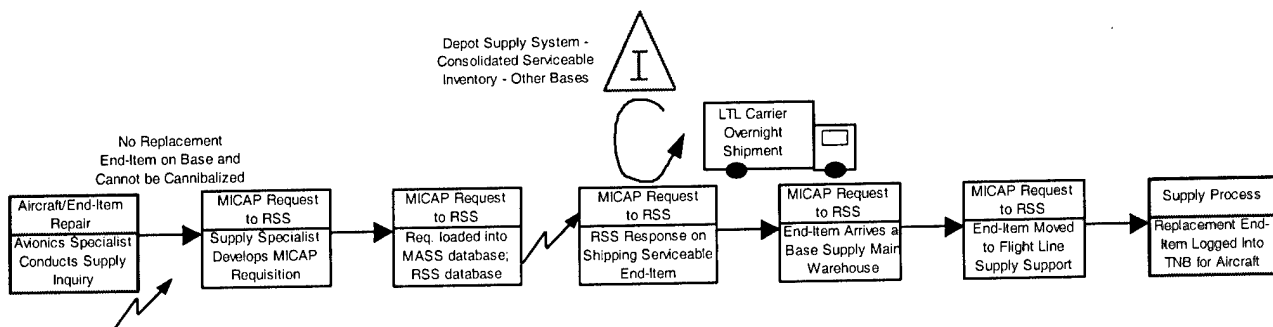 Depot Supply System -
Consolidated Serviceable
Inventory - Other Bases
I
LTL Carrier
Overnight
Shipment
No Replacement
End-Item on Base and
Cannot be Cannibalized
Aircraft/End-Item
Repair
Avionics Specialist
Conducts Supply
Inquiry
MICAP Request
to RSS
Supply Specialist
Develops MICAP
Requisition
MICAP Request
to RSS
Req. loaded into
MASS database;
RSS database
MICAP Request
to RSS
RSS Response on
Shipping Serviceable
End-Item
MICAP Request
to RSS
End-Item Arrives a
Base Supply Main
Warehouse
MICAP Request
to RSS
End-Item Moved
to Flight Line
Supply Support
Supply Process
Replacement End-
Item Logged Into
TNB for Aircraft